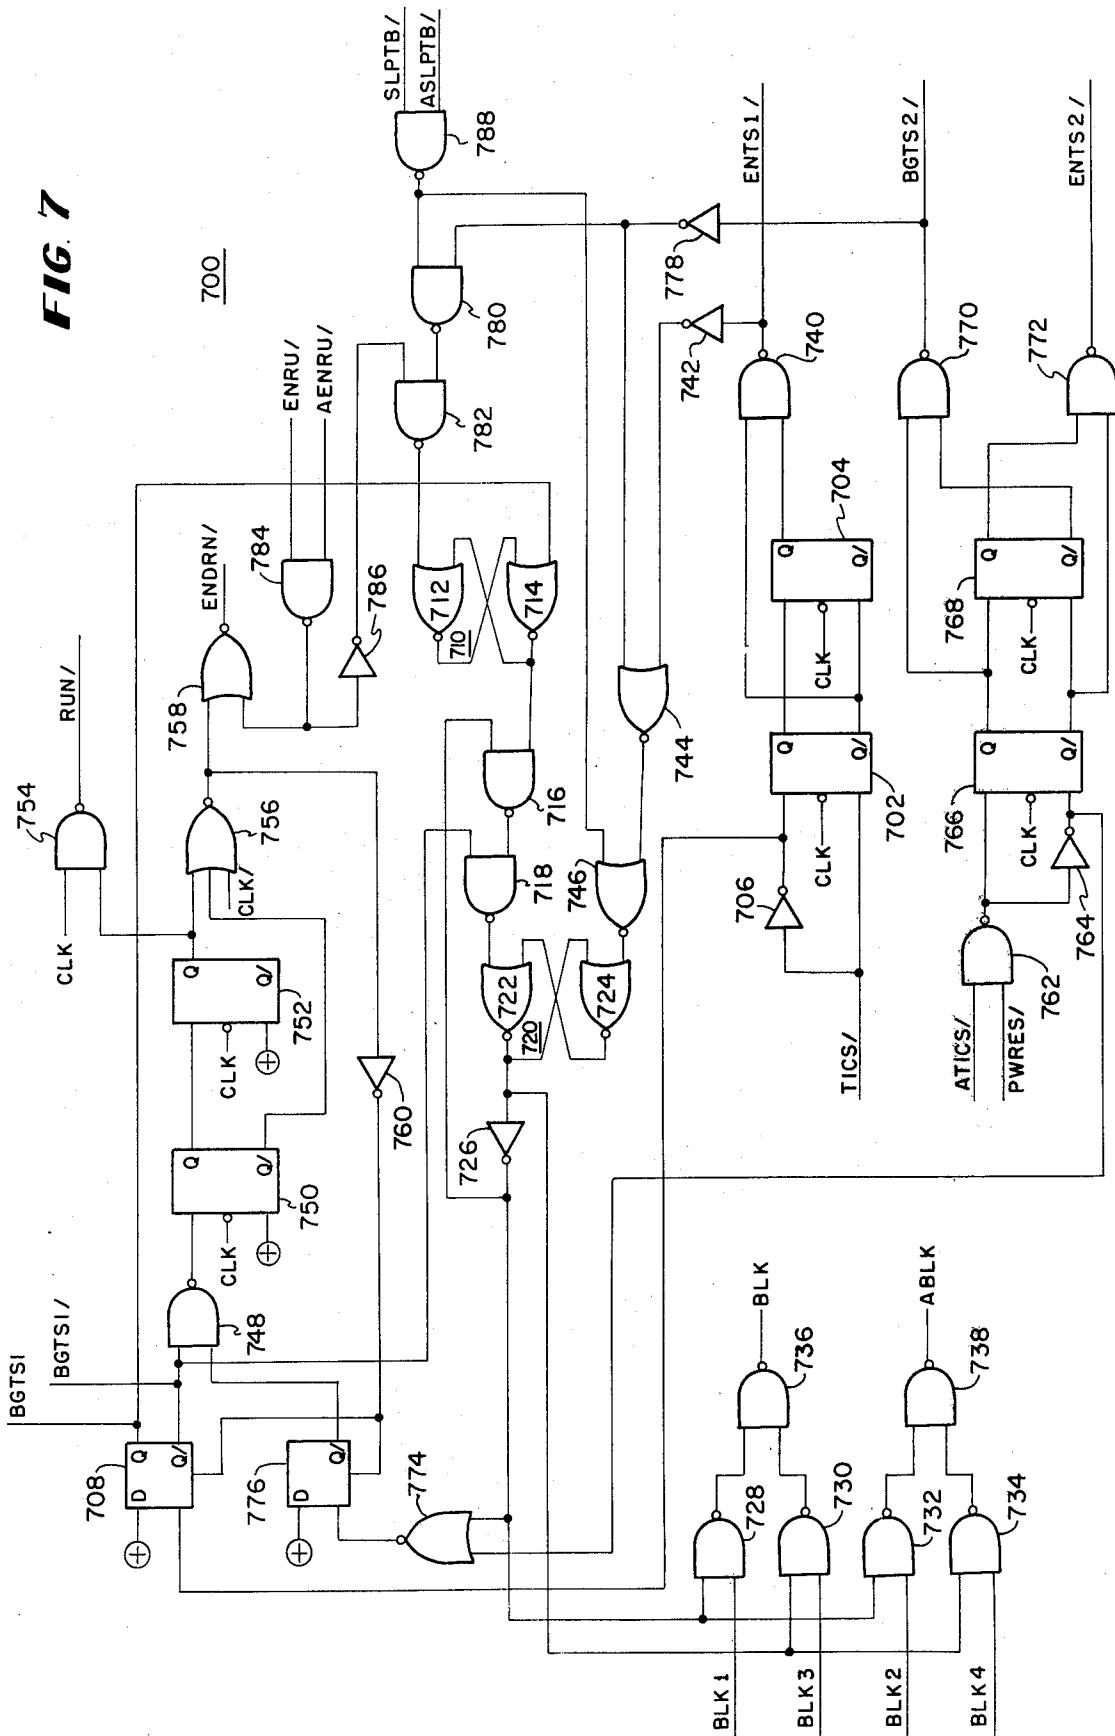 FIG. 7
700
SLPTB/
ASLPTB/
788
ENRU/
AENRU/
780
782
784
786
ENDRN/
758
RUN/
754
CLK
756
CLK/
752
Q
Q/
CLK
750
Q
Q/
CLK
748
BGTS1
BGTS1/
708
D
Q
Q/
776
D
Q/
774
760
712
710
714
716
718
722
720
724
726
746
744
742
778
ENTS1/
BGTS2/
ENTS2/
740
770
772
704
Q
Q/
CLK
702
Q
Q/
CLK
706
TICS/
768
Q
Q/
CLK
766
Q
Q/
CLK
764
762
ATICS/
PWRES/
BLK
ABLK
736
738
728
730
732
734
BLK1
BLK3
BLK2
BLK4